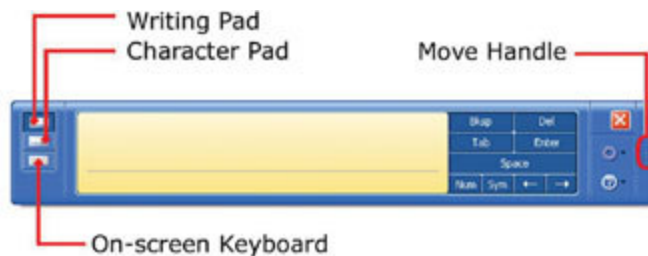 Writing Pad
Character Pad
Move Handle
Bksp Del
Tab Enter
Space
Num Sym ← →
On-screen Keyboard